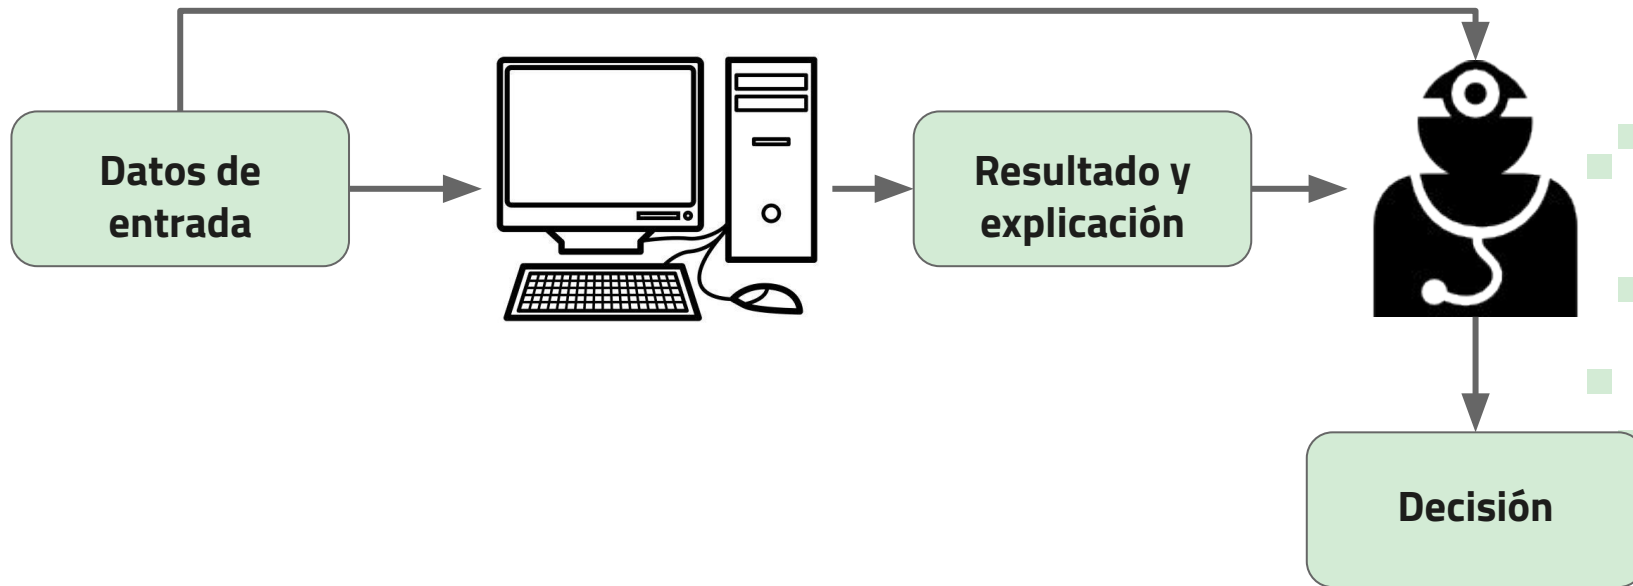 Datos de
entrada
Resultado y
explicación
Decisión